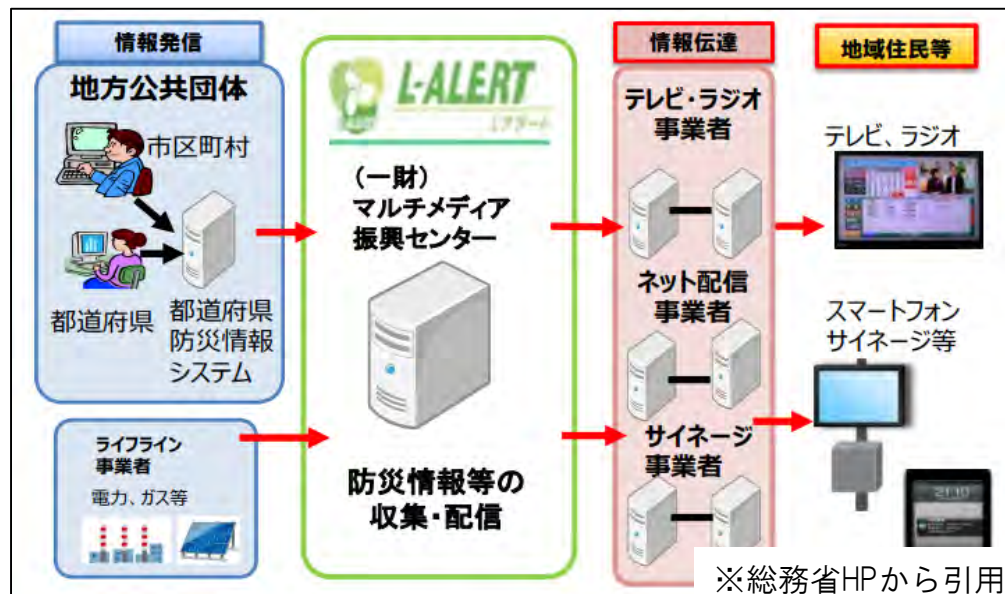 情報発信
地方公共団体
市区町村
都道府県
都道府県
防災情報
システム
ライフライン
事業者
電力、ガス等
L-ALERT
Lアラート
(一財)
マルチメディア
振興センター
防災情報等の
収集・配信
情報伝達
テレビ・ラジオ
事業者
ネット配信
事業者
サイネージ
事業者
地域住民等
テレビ、ラジオ
スマートフォン
サイネージ等
21:10
※総務省HPから引用